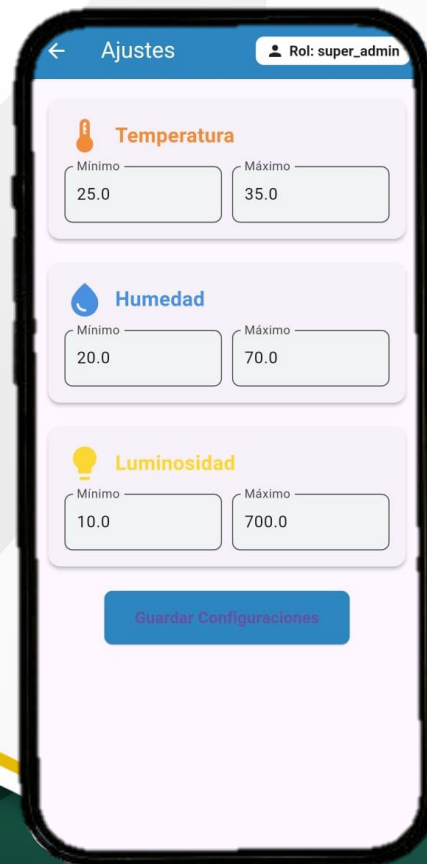 Ajustes
Rol: super_admin
Temperatura
Mínimo
Máximo
25.0
35.0
Humedad
Mínimo
Máximo
20.0
70.0
Luminosidad
Mínimo
Máximo
10.0
700.0
Guardar Configuraciones